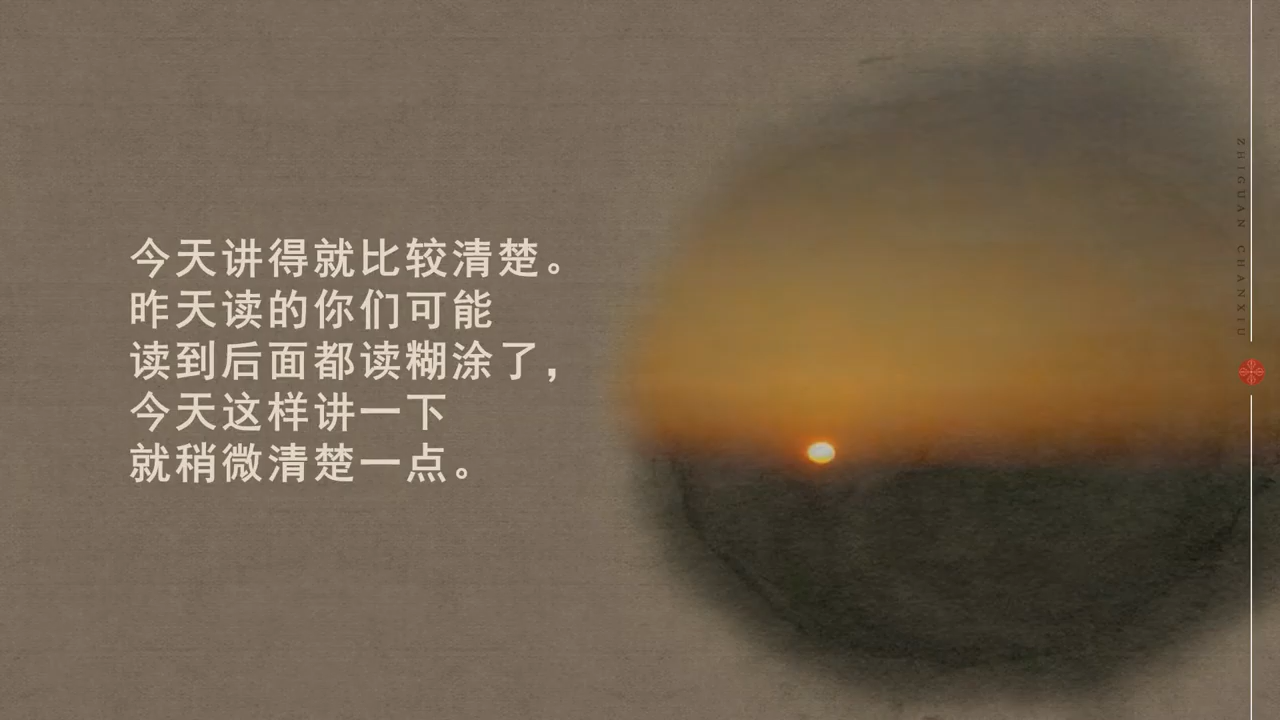 今天讲得就比较清楚。
昨天读的你们可能
读到后面都读糊涂了，
今天这样讲一下
就稍微清楚一点。
ZHIGUAN CHANXIU